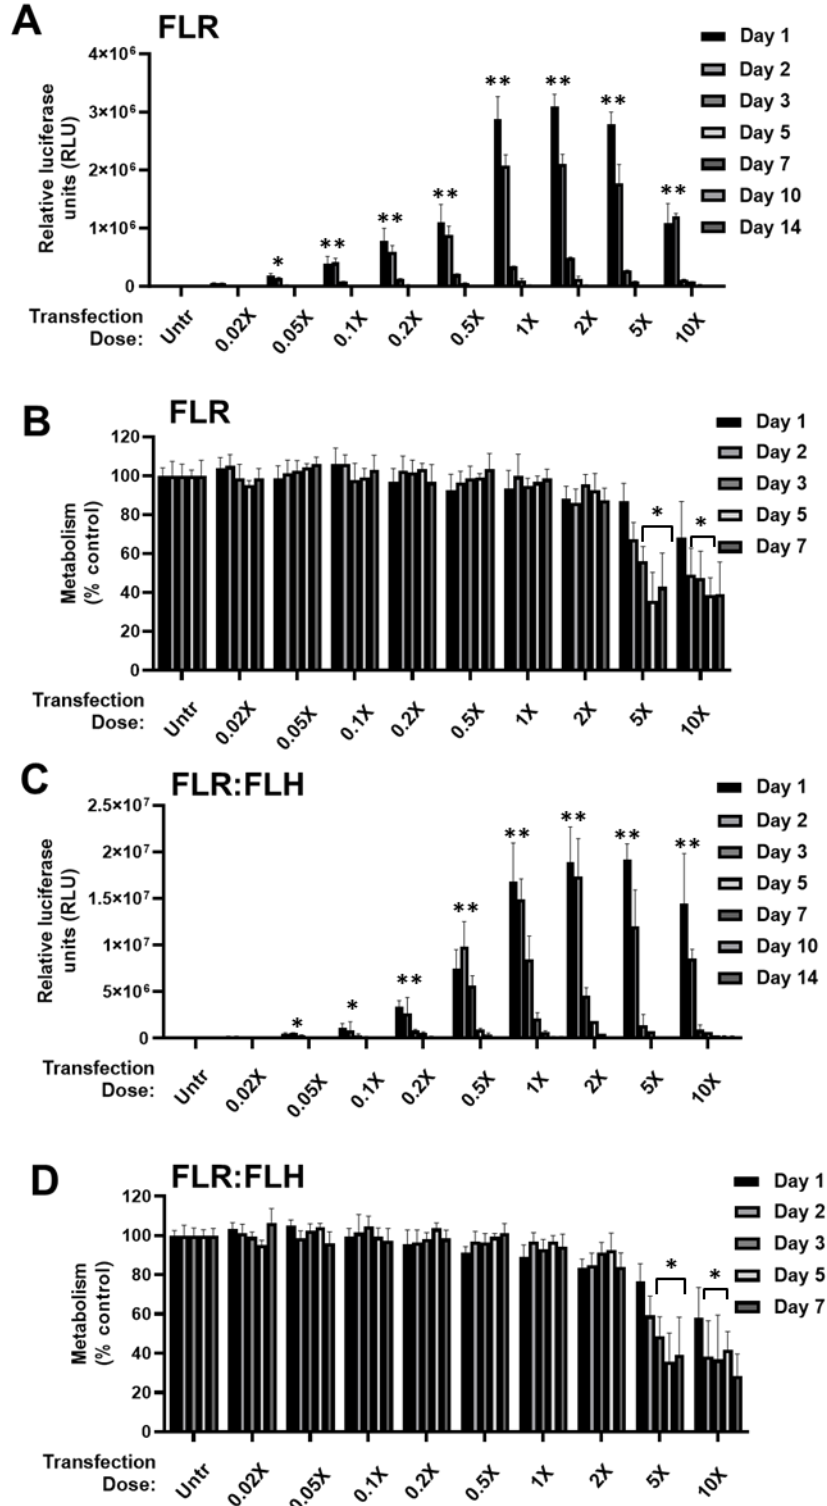 A
FLR
Relative luciferase
units (RLU)
4×10⁶
3×10⁶
2×10⁶
1×10⁶
0
**
**
**
**
**
**
**
*
Day 1
Day 2
Day 3
Day 5
Day 7
Day 10
Day 14
Transfection
Dose:
Untr 0.02X 0.05X 0.1X 0.2X 0.5X 1X 2X 5X 10X
B
FLR
Metabolism
(% control)
120
100
80
60
40
20
0
* *
Day 1
Day 2
Day 3
Day 5
Day 7
Transfection
Dose:
Untr 0.02X 0.05X 0.1X 0.2X 0.5X 1X 2X 5X 10X
C
FLR:FLH
Relative luciferase
units (RLU)
2.5×10⁷
2×10⁷
1.5×10⁷
1×10⁷
5×10⁶
0
* * ** ** ** ** ** **
Day 1
Day 2
Day 3
Day 5
Day 7
Day 10
Day 14
Transfection
Dose:
Untr 0.02X 0.05X 0.1X 0.2X 0.5X 1X 2X 5X 10X
D
FLR:FLH
Metabolism
(% control)
120
100
80
60
40
20
0
* *
Day 1
Day 2
Day 3
Day 5
Day 7
Transfection
Dose:
Untr 0.02X 0.05X 0.1X 0.2X 0.5X 1X 2X 5X 10X